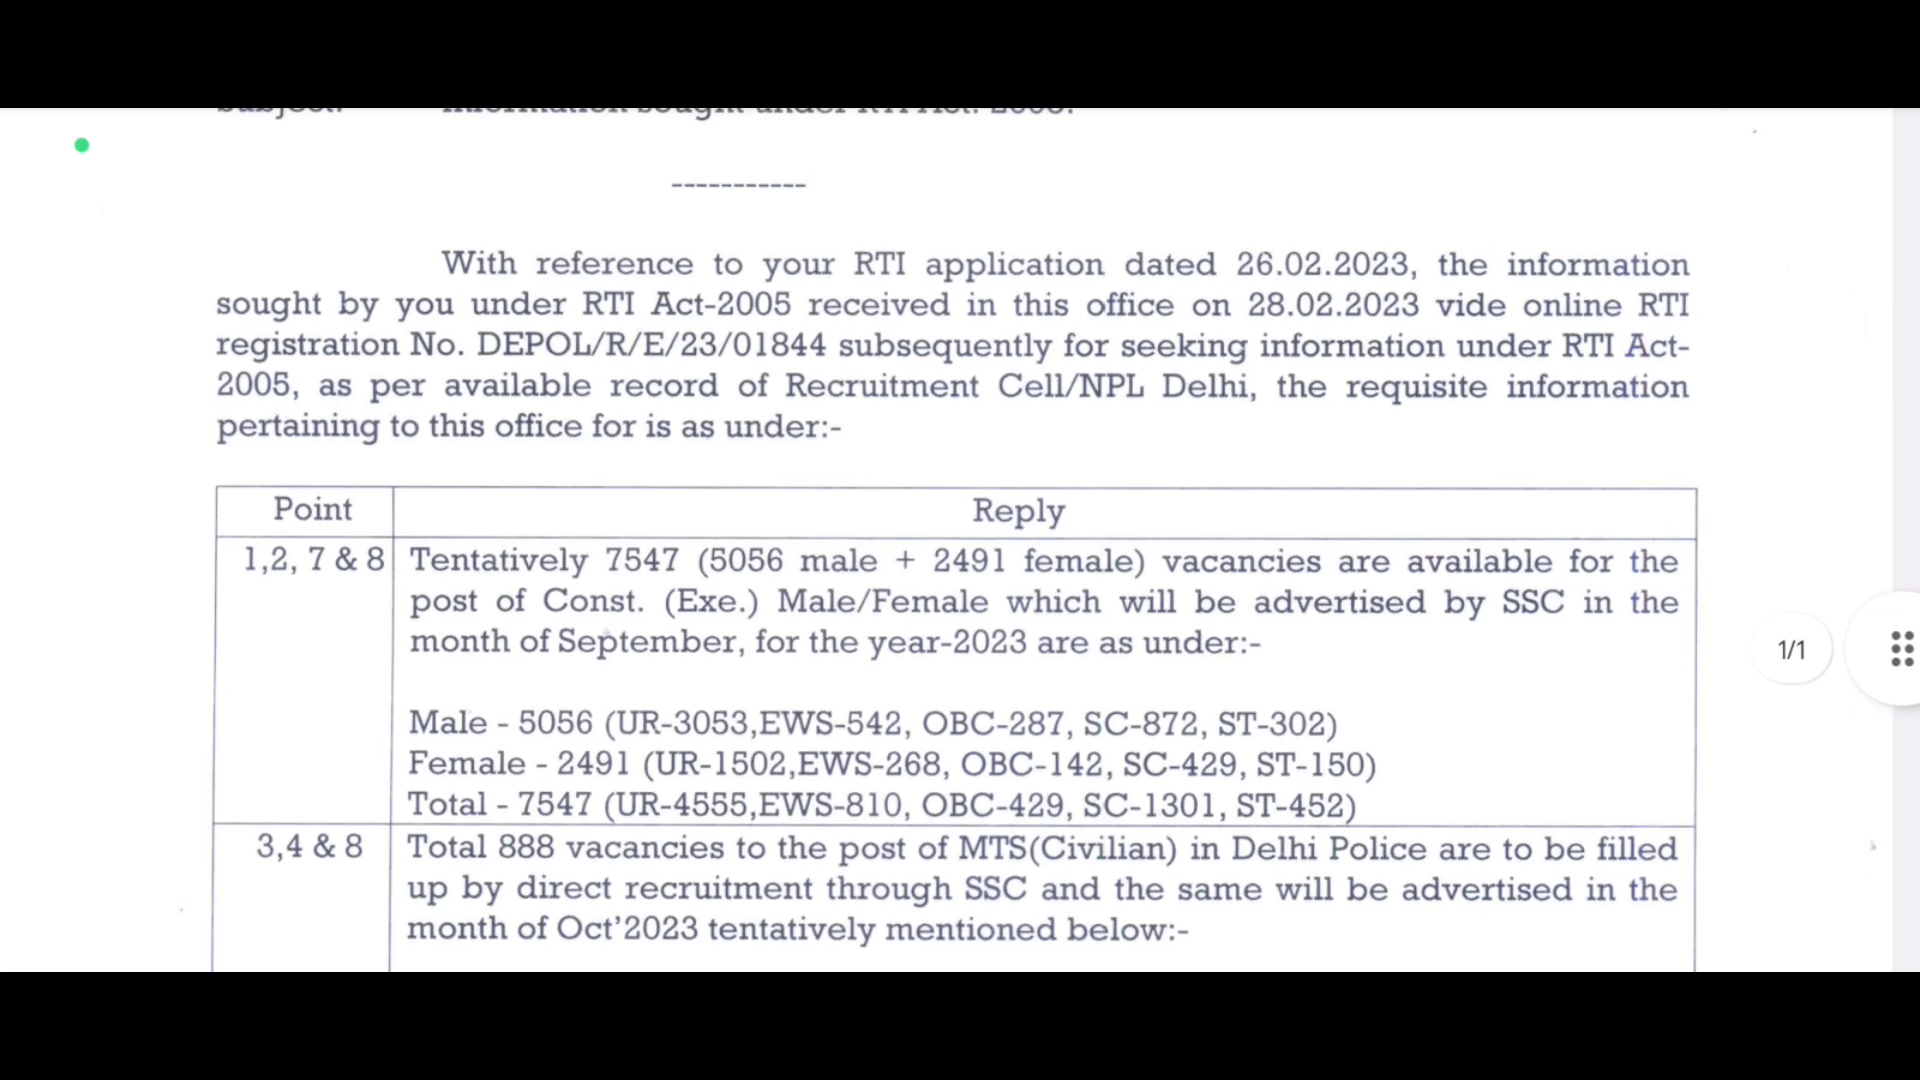 Subject: Information sought under RTI Act. 2005.
-----------
With reference to your RTI application dated 26.02.2023, the information
sought by you under RTI Act-2005 received in this office on 28.02.2023 vide online RTI
registration No. DEPOL/R/E/23/01844 subsequently for seeking information under RTI Act-
2005, as per available record of Recruitment Cell/NPL Delhi, the requisite information
pertaining to this office for is as under:-
Point Reply
1,2, 7 & 8 Tentatively 7547 (5056 male + 2491 female) vacancies are available for the
post of Const. (Exe.) Male/Female which will be advertised by SSC in the
month of September, for the year-2023 are as under:-
Male - 5056 (UR-3053,EWS-542, OBC-287, SC-872, ST-302)
Female - 2491 (UR-1502,EWS-268, OBC-142, SC-429, ST-150)
Total - 7547 (UR-4555,EWS-810, OBC-429, SC-1301, ST-452)
3,4 & 8 Total 888 vacancies to the post of MTS(Civilian) in Delhi Police are to be filled
up by direct recruitment through SSC and the same will be advertised in the
month of Oct’2023 tentatively mentioned below:-
1/1